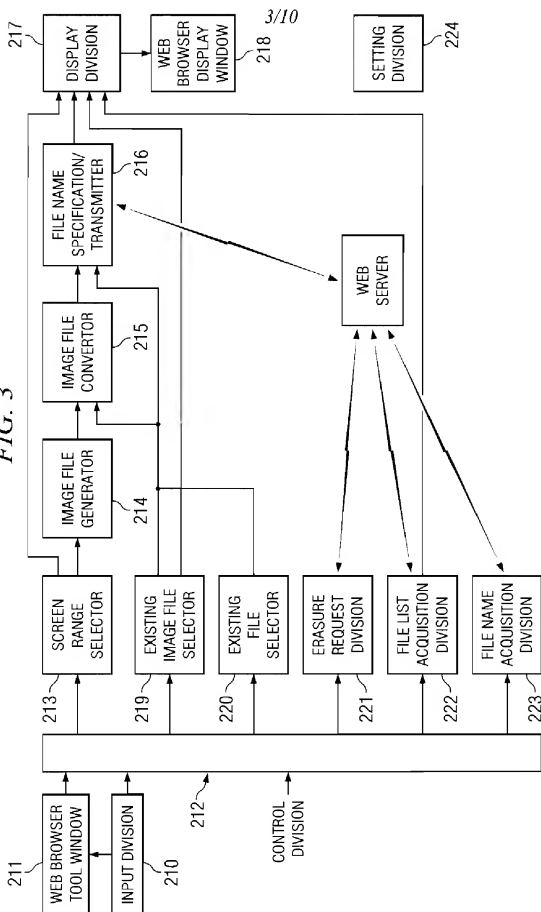 3/10
FIG. 3
217
DISPLAY
DIVISION
WEB
BROWSER
DISPLAY
WINDOW
218
SETTING
DIVISION
224
FILE NAME
SPECIFICATION/
TRANSMITTER
216
IMAGE FILE
CONVERTOR
215
WEB
SERVER
IMAGE FILE
GENERATOR
214
SCREEN
RANGE
SELECTOR
213
EXISTING
IMAGE FILE
SELECTOR
219
EXISTING
FILE
SELECTOR
220
ERASURE
REQUEST
DIVISION
221
FILE LIST
ACQUISITION
DIVISION
222
FILE NAME
ACQUISITION
DIVISION
223
211
WEB BROWSER
TOOL WINDOW
INPUT DIVISION
210
212
CONTROL
DIVISION